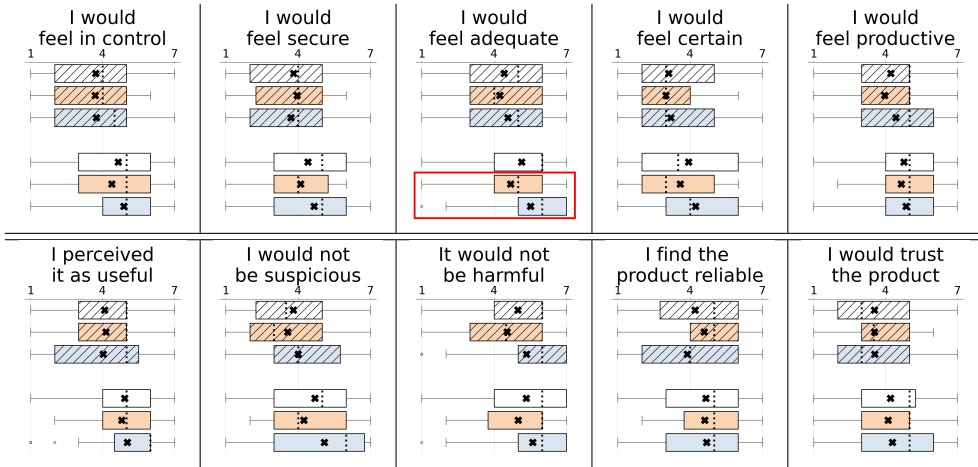 I would
feel in control
1 4 7
I would
feel secure
1 4 7
I would
feel adequate
1 4 7
I would
feel certain
1 4 7
I would
feel productive
1 4 7
I perceived
it as useful
1 4 7
I would not
be suspicious
1 4 7
It would not
be harmful
1 4 7
I find the
product reliable
1 4 7
I would trust
the product
1 4 7